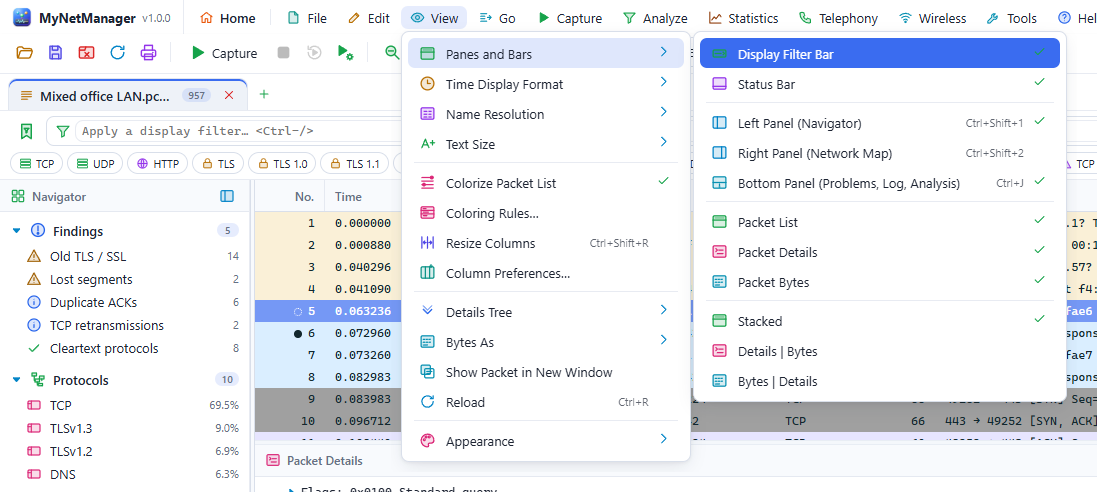 MyNetManager v1.0.0 Home File Edit View Go Capture Analyze Statistics Telephony Wireless Tools Help
Capture
Mixed office LAN.pc... 957
Apply a display filter… <Ctrl-/>
TCP UDP HTTP TLS TLS 1.0 TLS 1.1 TCP
Navigator
Findings 5
Old TLS / SSL 14
Lost segments 2
Duplicate ACKs 6
TCP retransmissions 2
Cleartext protocols 8
Protocols 10
TCP 69.5%
TLSv1.3 9.0%
TLSv1.2 6.9%
DNS 6.3%
No. Time
1 0.000000
2 0.000880
3 0.040296
4 0.041090
5 0.063236
6 0.072960
7 0.073260
8 0.082983
9 0.083983
10 0.096712 TCP 66 443 → 49252 [SYN, ACK]
Packet Details
Flags: 0x0100 Standard query
Panes and Bars
Time Display Format
Name Resolution
Text Size
Colorize Packet List
Coloring Rules...
Resize Columns Ctrl+Shift+R
Column Preferences...
Details Tree
Bytes As
Show Packet in New Window
Reload Ctrl+R
Appearance
Display Filter Bar
Status Bar
Left Panel (Navigator) Ctrl+Shift+1
Right Panel (Network Map) Ctrl+Shift+2
Bottom Panel (Problems, Log, Analysis) Ctrl+J
Packet List
Packet Details
Packet Bytes
Stacked
Details | Bytes
Bytes | Details